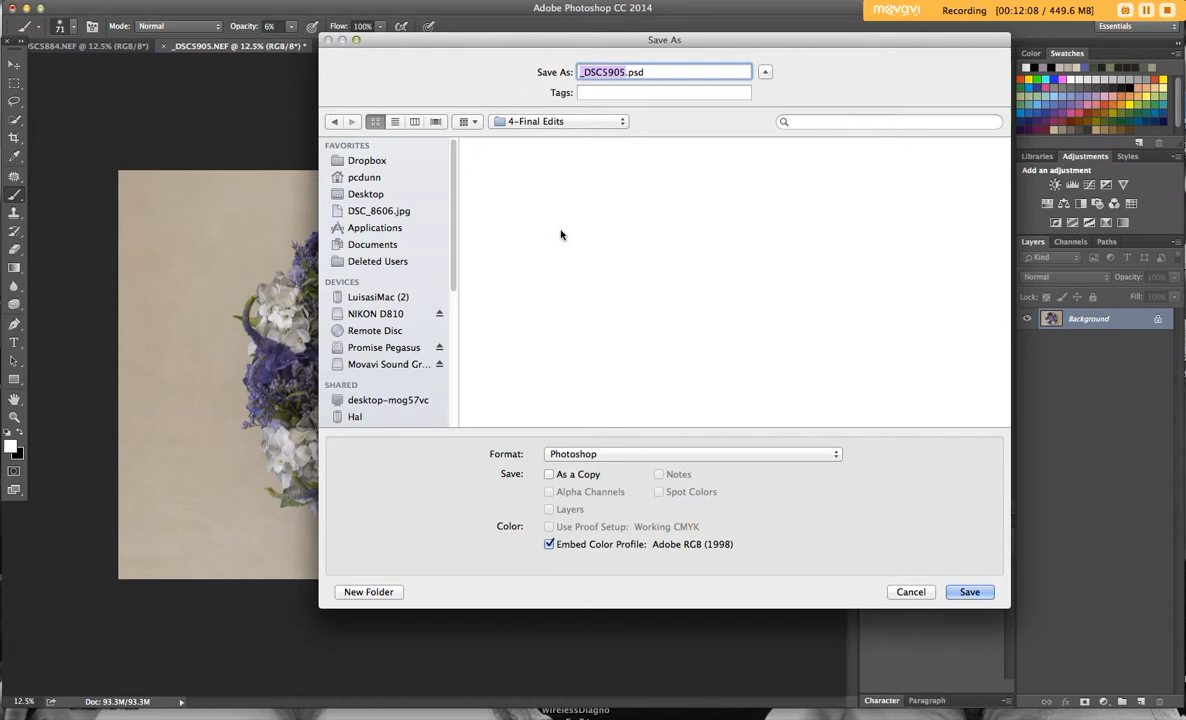 Adobe Photoshop CC 2014
movavi Recording 00:12:08 / 449.6 MB
71 Mode: Normal Opacity: 6% Flow: 100% Essentials
_DSC5884.NEF @ 12.5% (RGB/8*) × _DSC5905.NEF @ 12.5% (RGB/8*) *
Save As
Save As: _DSC5905.psd
Tags:
4-Final Edits
FAVORITES
Dropbox
pcdunn
Desktop
DSC_8606.jpg
Applications
Documents
Deleted Users
DEVICES
LuisasiMac (2)
NIKON D810
Remote Disc
Promise Pegasus
Movavi Sound Gr...
SHARED
desktop-mog57vc
Hal
Format: Photoshop
Save: As a Copy Notes
Alpha Channels Spot Colors
Layers
Color: Use Proof Setup: Working CMYK
Embed Color Profile: Adobe RGB (1998)
New Folder Cancel Save
Color Swatches
Libraries Adjustments Styles
Add an adjustment
Layers Channels Paths
Kind
Normal Opacity: 100%
Lock: Fill: 100%
Background
12.5% Doc: 93.3M/93.3M
Character Paragraph
WirelessDiagno